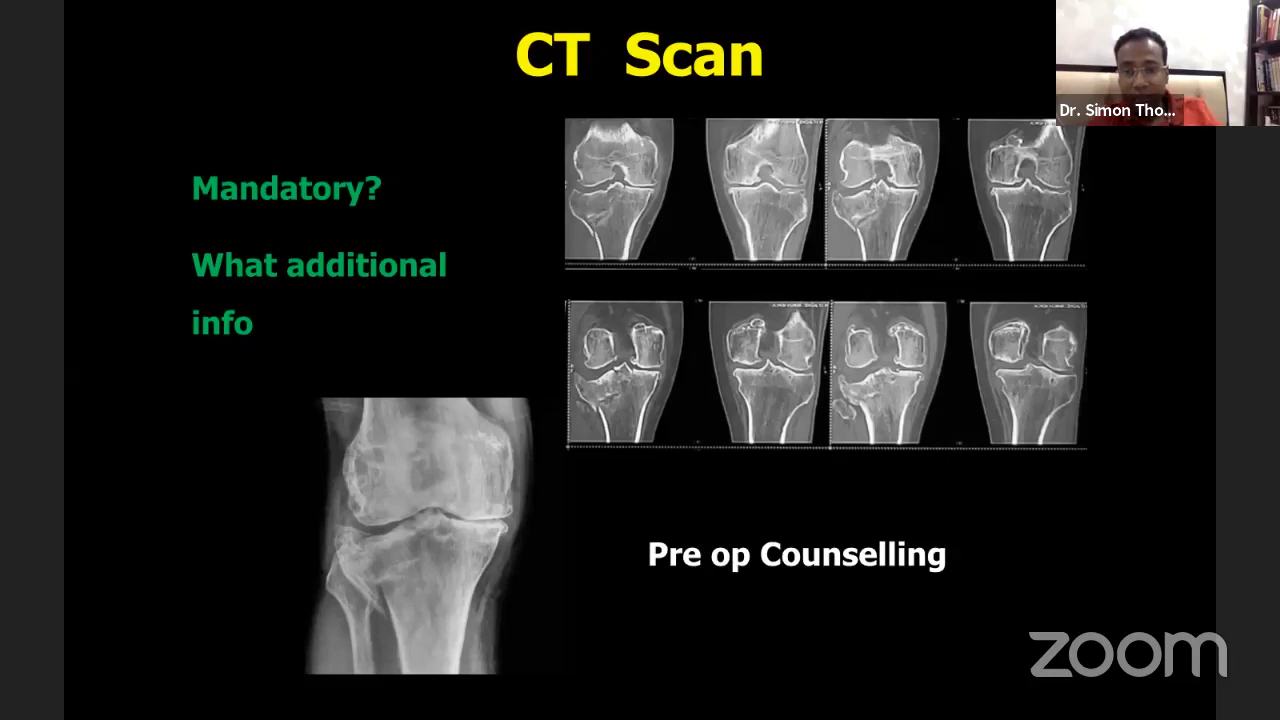 CT Scan
Dr. Simon Tho...
Mandatory?
What additional
info
Pre op Counselling
zoom